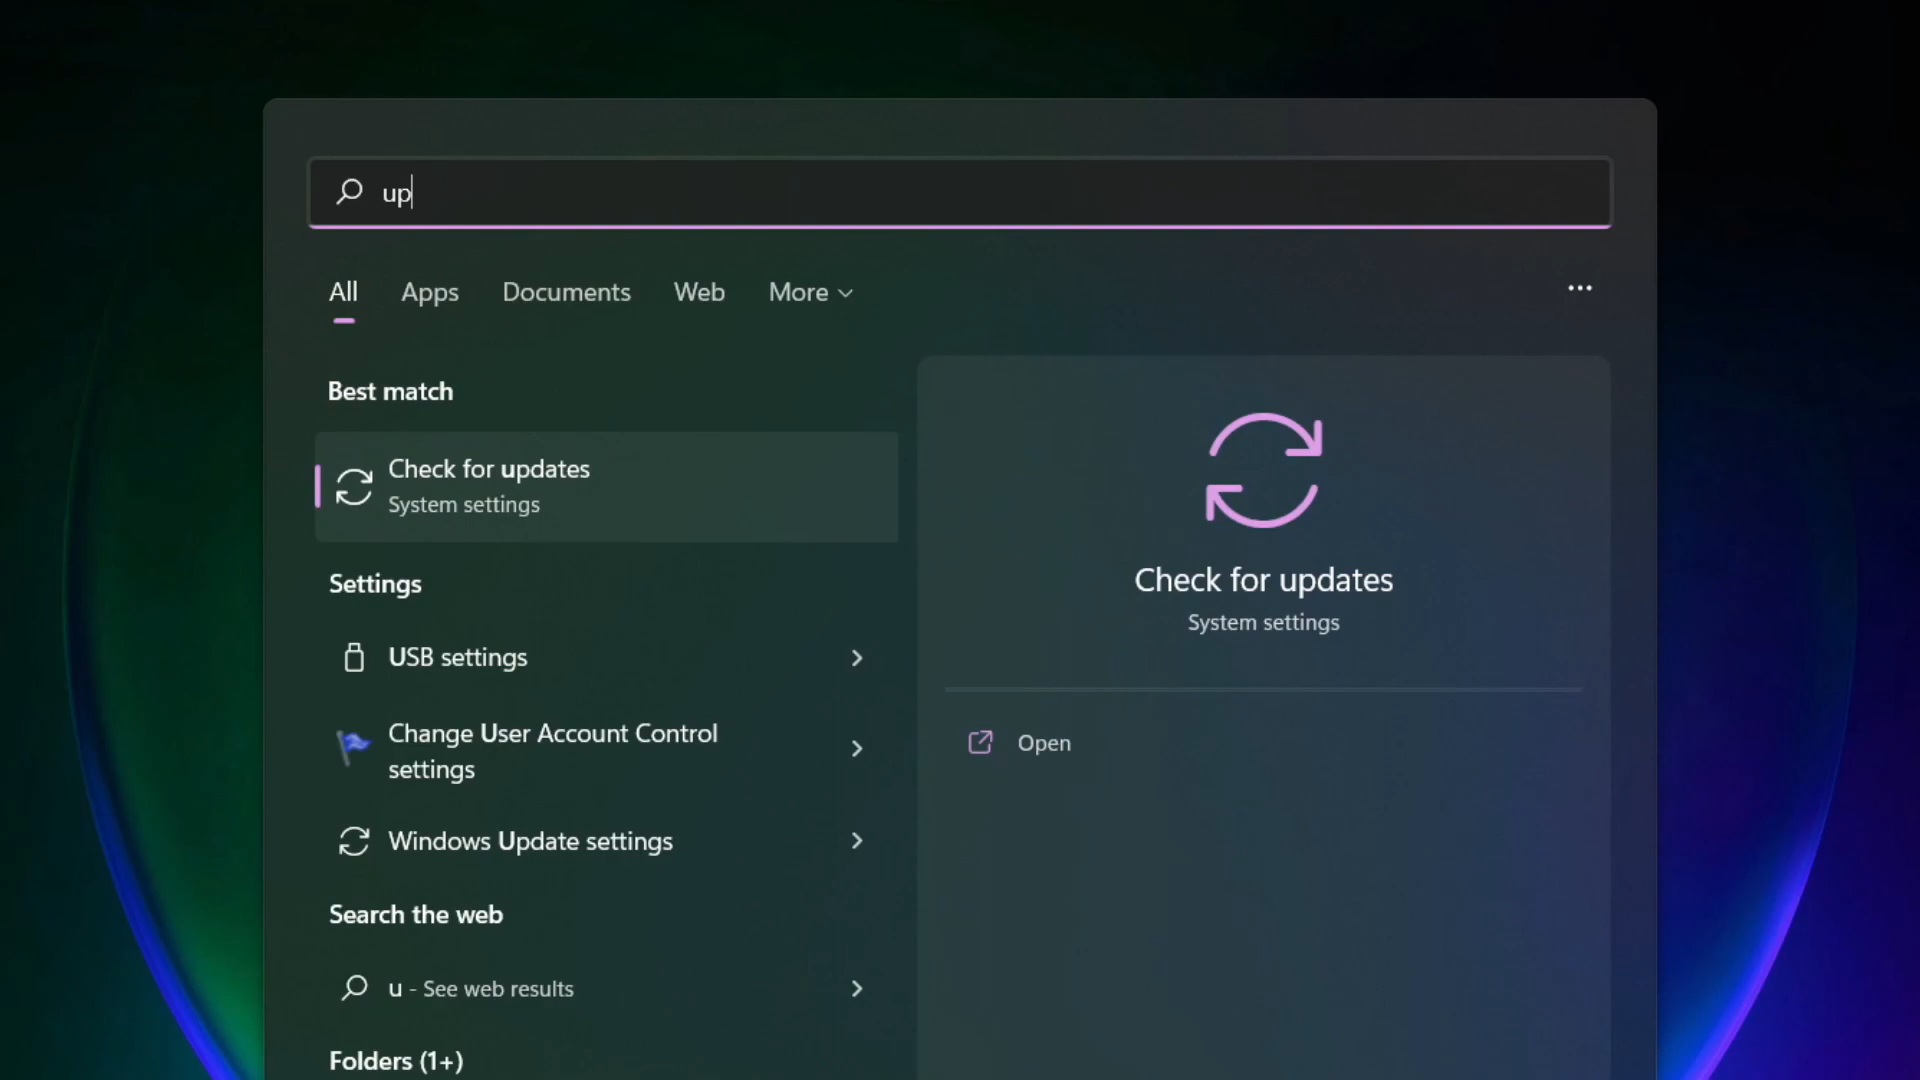 up
All Apps Documents Web More
Best match
Check for updates
System settings
Settings
USB settings
Change User Account Control
settings
Windows Update settings
Search the web
u - See web results
Folders (1+)
Check for updates
System settings
Open